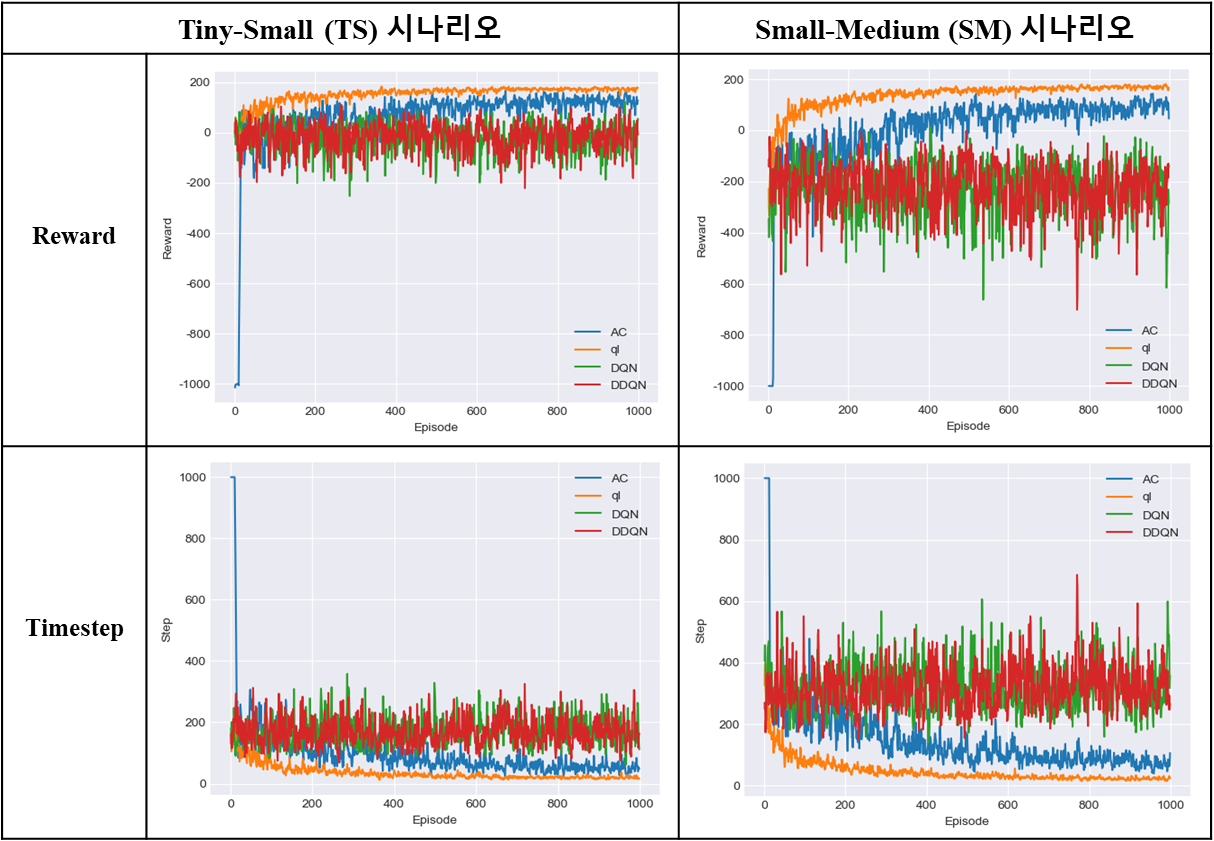 Tiny-Small (TS) 시나리오
Small-Medium (SM) 시나리오
Reward
200
0
-200
-400
-600
-800
-1000
Reward
0
200
400
600
800
1000
Episode
AC
ql
DQN
DDQN
200
0
-200
-400
-600
-800
-1000
Reward
0
200
400
600
800
1000
Episode
AC
ql
DQN
DDQN
Timestep
1000
800
600
400
200
0
Step
0
200
400
600
800
1000
Episode
AC
ql
DQN
DDQN
1000
800
600
400
200
0
Step
0
200
400
600
800
1000
Episode
AC
ql
DQN
DDQN